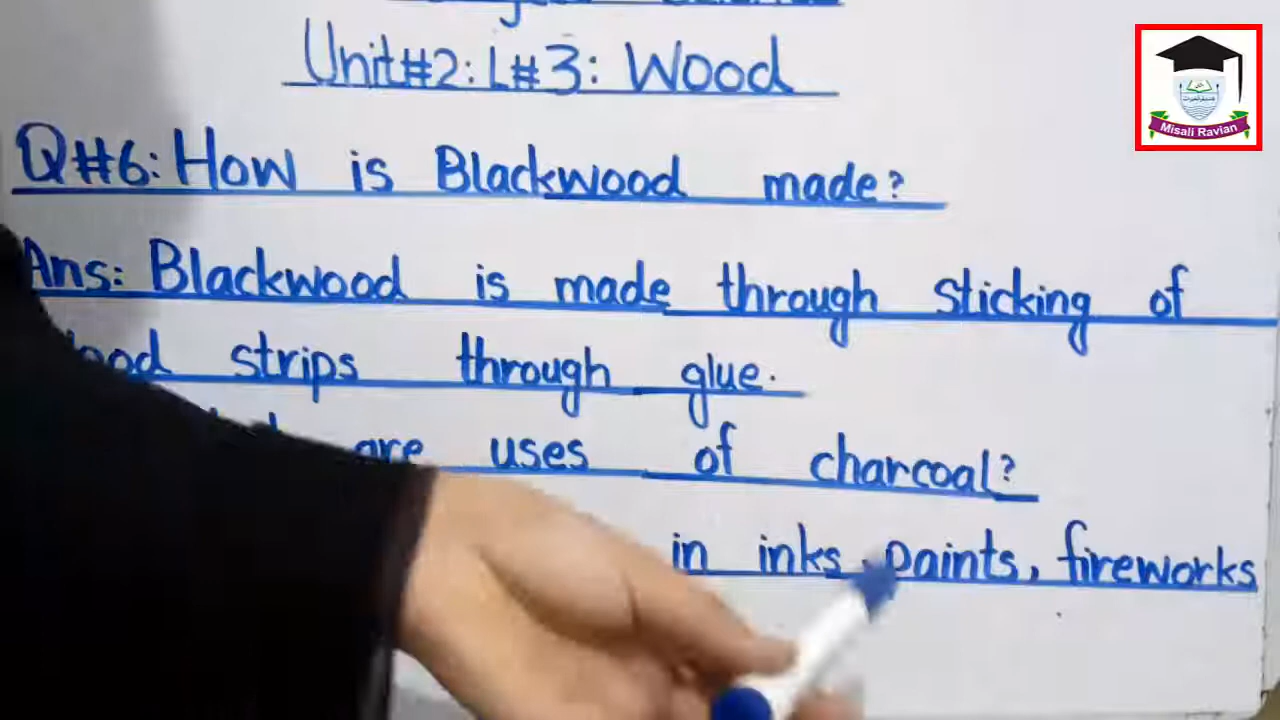 Unit#2: L#3: Wood
Misali Ravian
Q#6: How is Blackwood made?
Ans: Blackwood is made through sticking of
strips through glue.
are uses of charcoal?
in inks, paints, fireworks